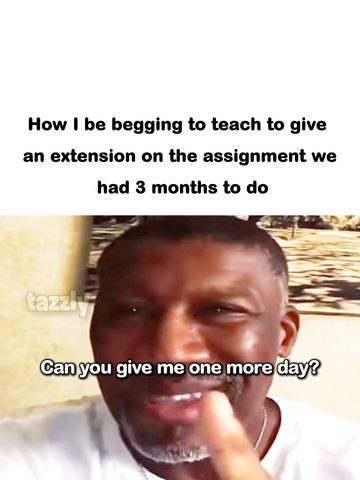 How I be begging to teach to give
an extension on the assignment we
had 3 months to do
tazzly
Can you give me one more day?